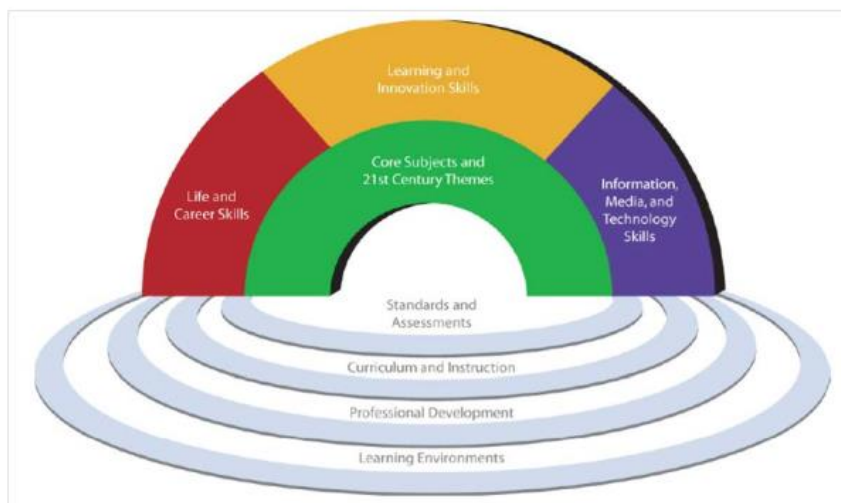 Learning and
Innovation Skills
Core Subjects and
21st Century Themes
Life and
Career Skills
Information,
Media, and
Technology
Skills
Standards and
Assessments
Curriculum and Instruction
Professional Development
Learning Environments